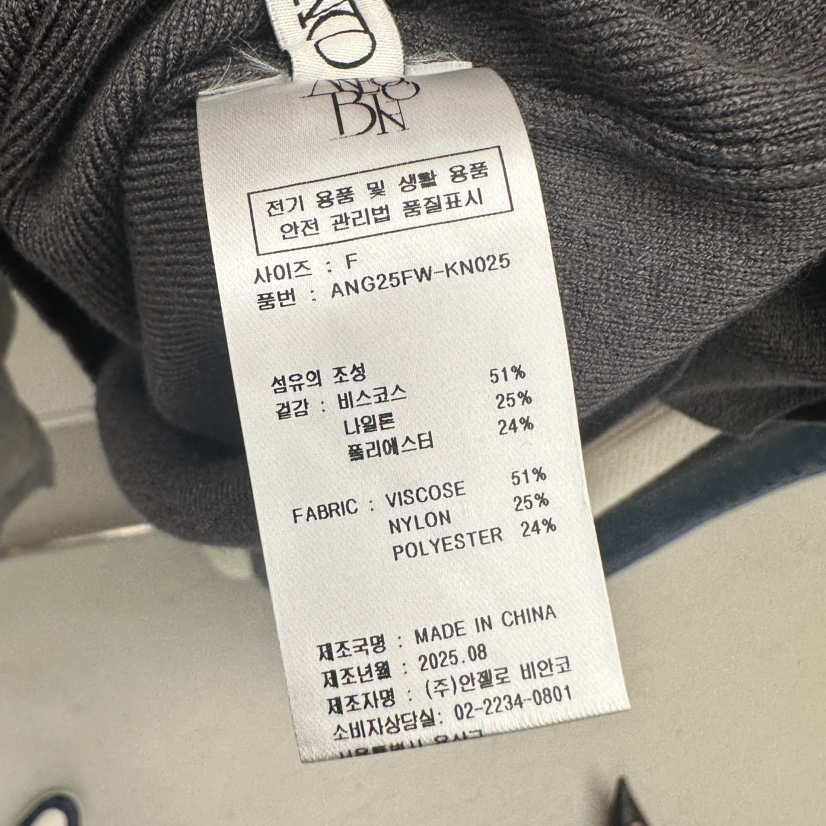 BN
전기 용품 및 생활 용품
안전 관리법 품질표시
사이즈 : F
품번 : ANG25FW-KN025
섬유의 조성
겉감 : 비스코스 51%
나일론 25%
폴리에스터 24%
FABRIC : VISCOSE 51%
NYLON 25%
POLYESTER 24%
제조국명 : MADE IN CHINA
제조년월 : 2025.08
제조자명 : (주)안젤로 비안코
소비자상담실: 02-2234-0801